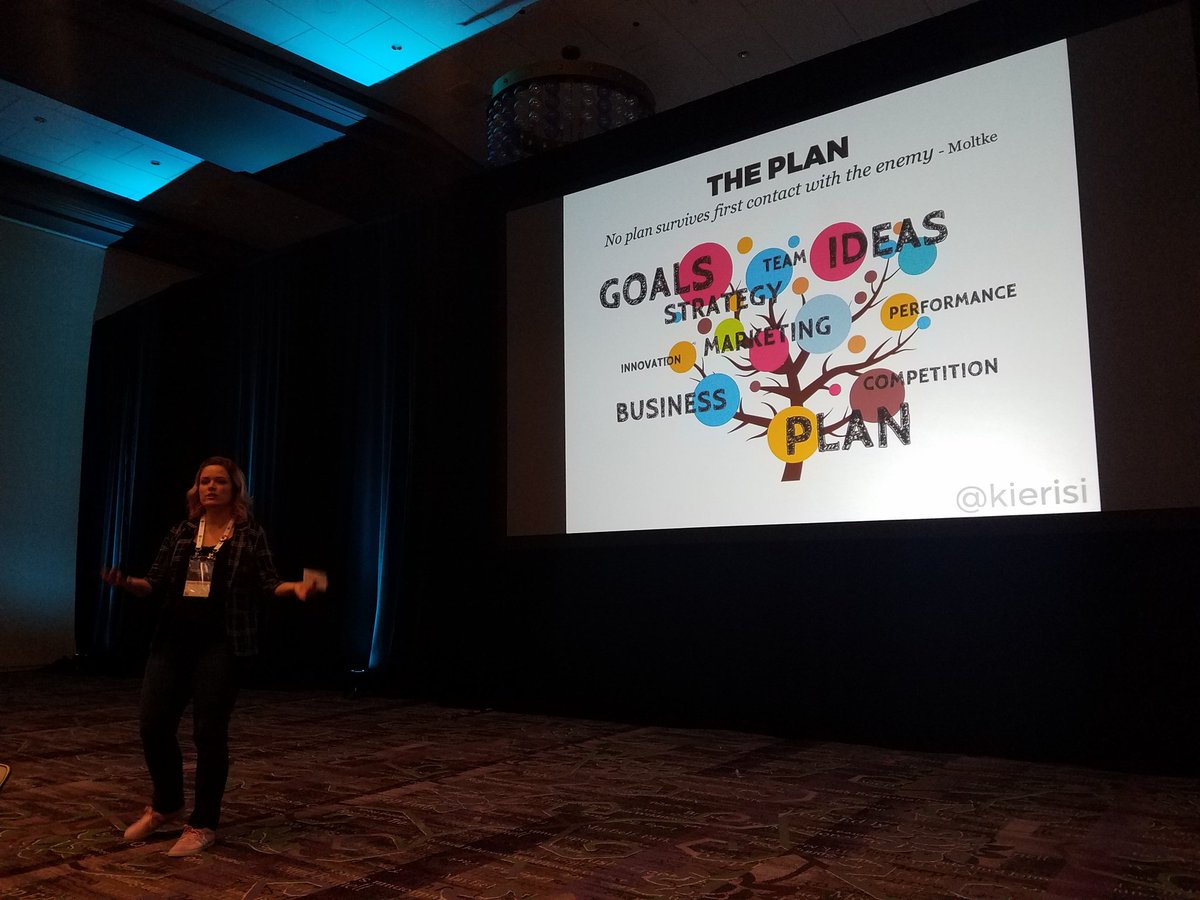 THE PLAN
No plan survives first contact with the enemy - Moltke
GOALS
TEAM
IDEAS
STRATEGY
MARKETING
PERFORMANCE
INNOVATION
COMPETITION
BUSINESS
PLAN
@kierisi